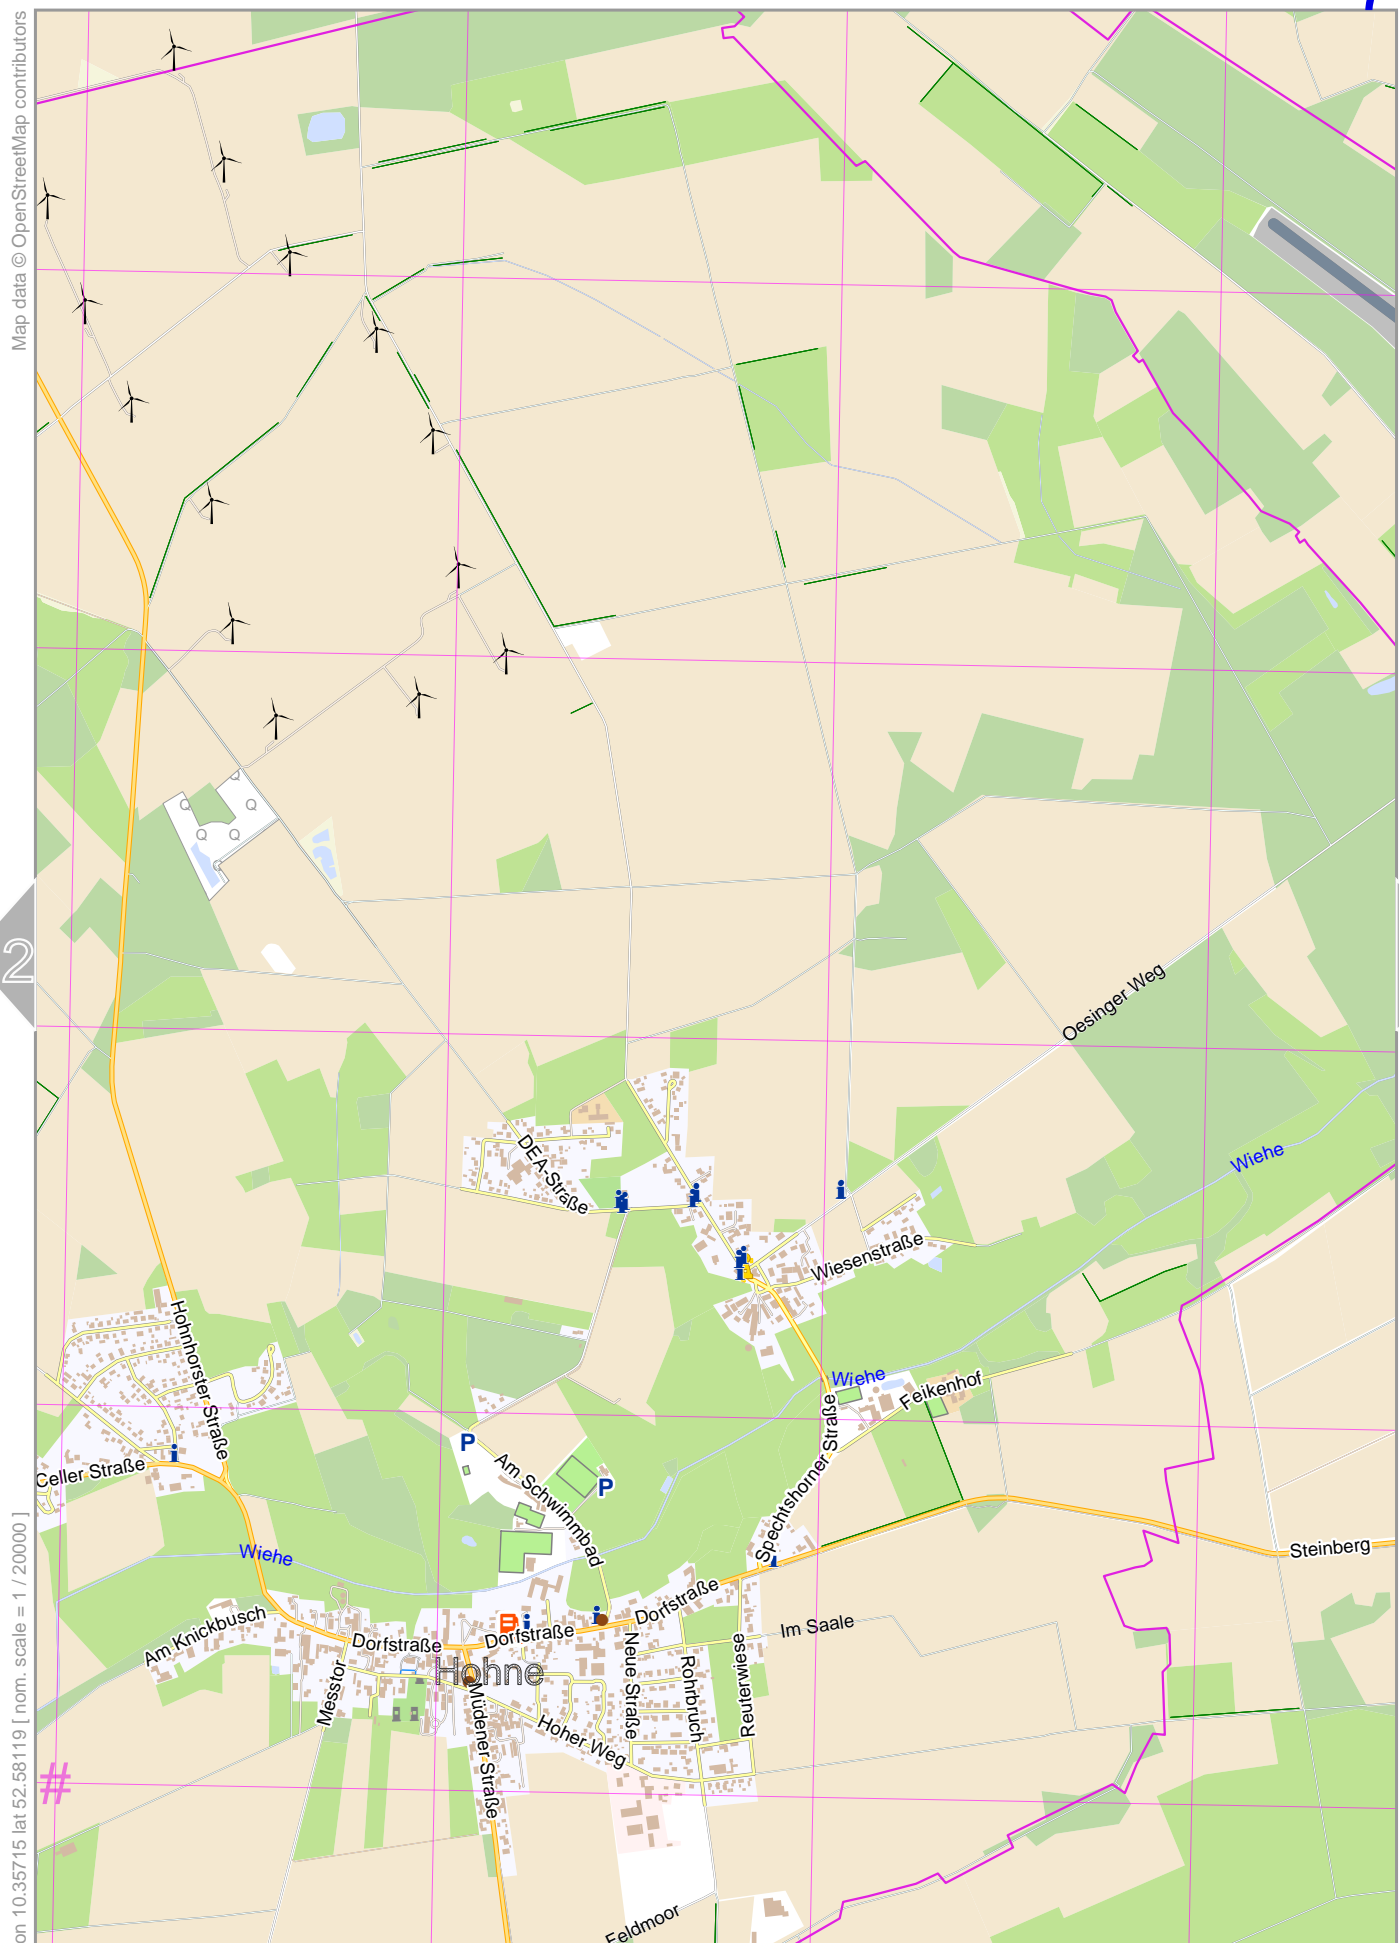 Map data © OpenStreetMap contributors
2
Q
Q
Q
Q
Q
Q
Oesinger Weg
Wiehe
DEA-Straße
Wiesenstraße
Hohnhorster Straße
Wiehe
Feikenhof
P
Celler Straße
Am Schwimmbad
P
Spechtshorner Straße
Wiehe
Steinberg
Am Knickbusch
Dorfstraße
Dorfstraße
Dorfstraße
Im Saale
Hohne
Messtor
Müdener Straße
Hoher Weg
Neue Straße
Rohrbruch
Reuterwiese
#
Feldmoor
on 10.35715 lat 52.58119 [ nom. scale = 1 / 20000 ]